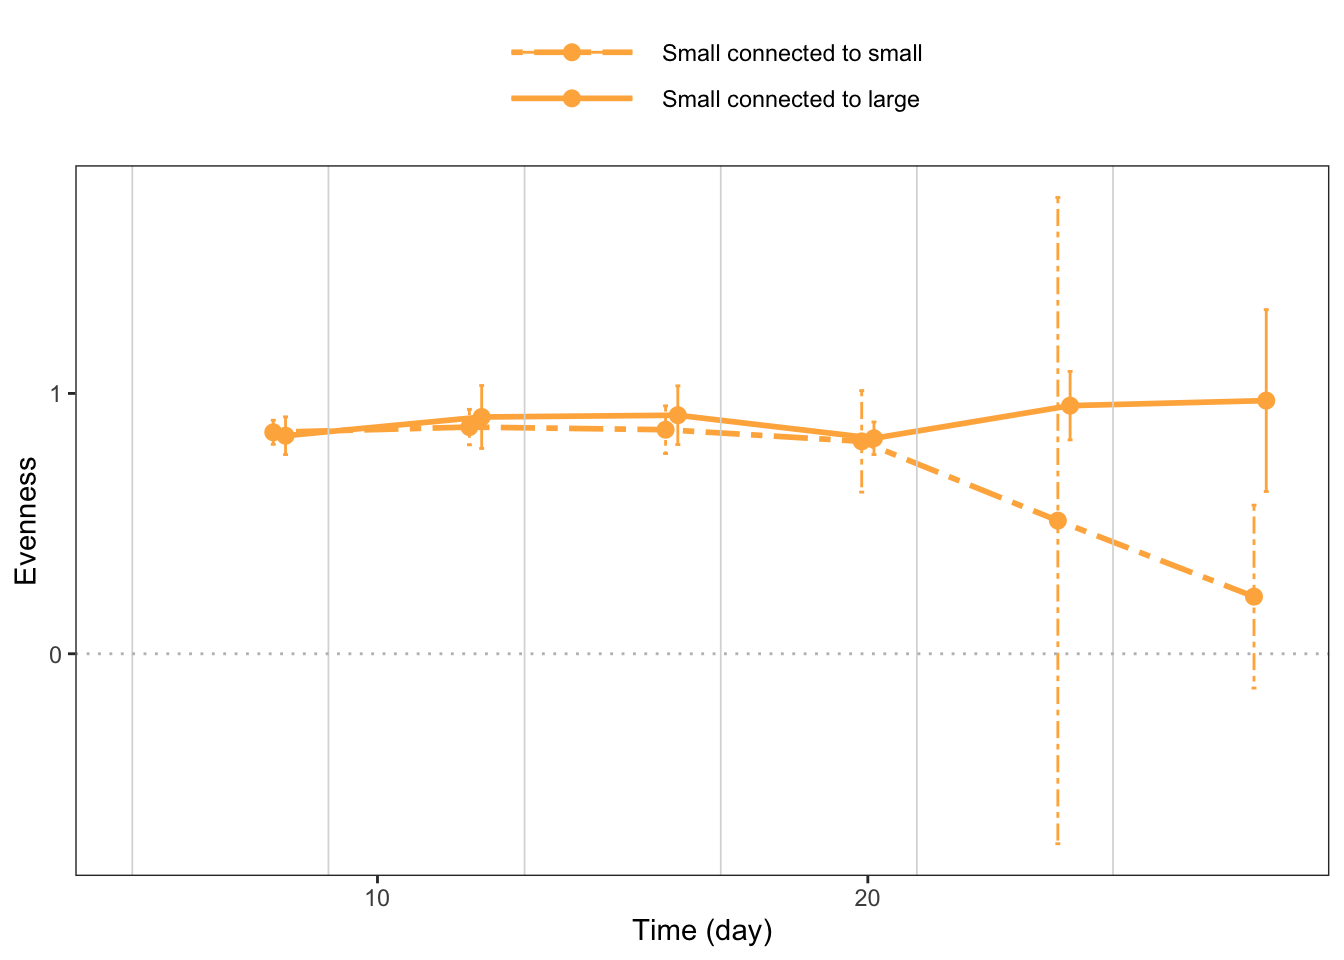 Small connected to small
Small connected to large
Evenness
1
0
10
20
Time (day)